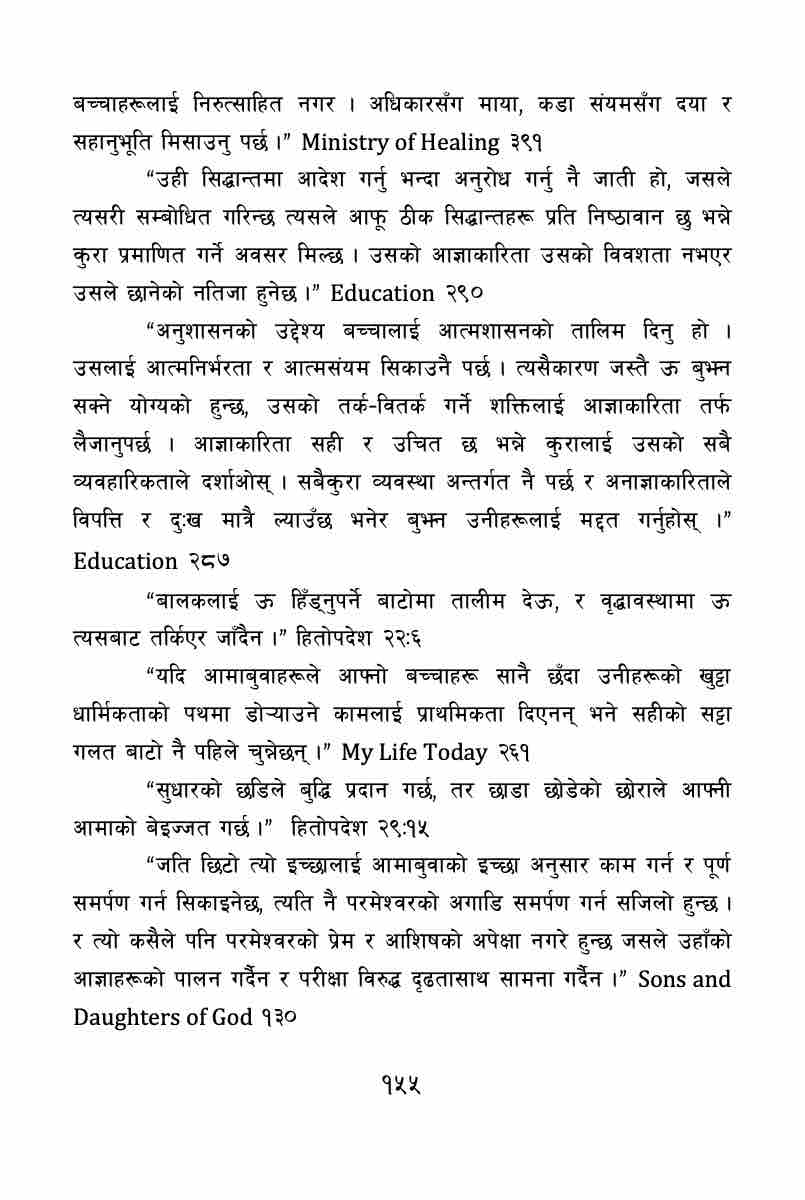 बच्चाहरूलाई निरुत्साहित नगर । अधिकारसँग माया, कडा संयमसँग दया र
सहानुभूति मिसाउनु पर्छ ।” Ministry of Healing ३९१
“उही सिद्धान्तमा आदेश गर्नु भन्दा अनुरोध गर्नु नै जाती हो, जसले
त्यसरी सम्बोधित गरिन्छ त्यसले आफू ठीक सिद्धान्तहरू प्रति निष्ठावान छु भन्ने
कुरा प्रमाणित गर्ने अवसर मिल्छ । उसको आज्ञाकारिता उसको विवशता नभएर
उसले छानेको नतिजा हुनेछ ।” Education २९०
“अनुशासनको उद्देश्य बच्चालाई आत्मशासनको तालिम दिनु हो ।
उसलाई आत्मनिर्भरता र आत्मसंयम सिकाउनै पर्छ । त्यसैकारण जस्तै ऊ बुझ्न
सक्ने योग्यको हुन्छ, उसको तर्क-वितर्क गर्ने शक्तिलाई आज्ञाकारिता तर्फ
लैजानुपर्छ । आज्ञाकारिता सही र उचित छ भन्ने कुरालाई उसको सबै
व्यवहारिकताले दर्शाओस् । सबैकुरा व्यवस्था अन्तर्गत नै पर्छ र अनाज्ञाकारिताले
विपत्ति र दुःख मात्रै ल्याउँछ भनेर बुझ्न उनीहरूलाई मद्दत गर्नुहोस् ।”
Education २८७
“बालकलाई ऊ हिँड्नुपर्ने बाटोमा तालीम देऊ, र वृद्धावस्थामा ऊ
त्यसबाट तर्किएर जाँदैन ।” हितोपदेश २२:६
“यदि आमाबुवाहरूले आफ्नो बच्चाहरू सानै छँदा उनीहरूको खुट्टा
धार्मिकताको पथमा डोऱ्याउने कामलाई प्राथमिकता दिएनन् भने सहीको सट्टा
गलत बाटो नै पहिले चुन्नेछन् ।” My Life Today २६१
“सुधारको छडिले बुद्धि प्रदान गर्छ, तर छाडा छोडेको छोराले आफ्नी
आमाको बेइज्जत गर्छ ।” हितोपदेश २९:१५
“जति छिटो त्यो इच्छालाई आमाबुवाको इच्छा अनुसार काम गर्न र पूर्ण
समर्पण गर्न सिकाइनेछ, त्यति नै परमेश्वरको अगाडि समर्पण गर्न सजिलो हुन्छ ।
र त्यो कसैले पनि परमेश्वरको प्रेम र आशिषको अपेक्षा नगरे हुन्छ जसले उहाँको
आज्ञाहरूको पालन गर्दैन र परीक्षा विरुद्ध दृढतासाथ सामना गर्दैन ।” Sons and
Daughters of God १३०
१५५